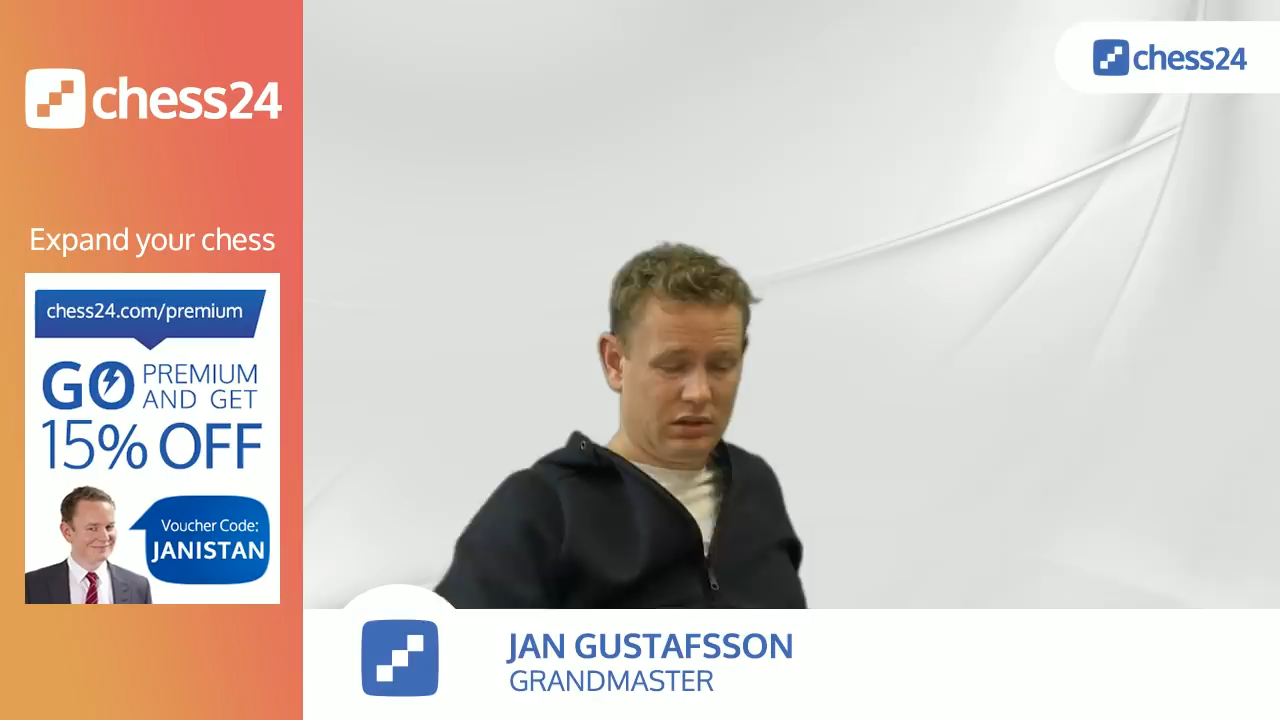 chess24
Expand your chess
chess24.com/premium
GO PREMIUM
AND GET
15% OFF
Voucher Code:
JANISTAN
chess24
JAN GUSTAFSSON
GRANDMASTER